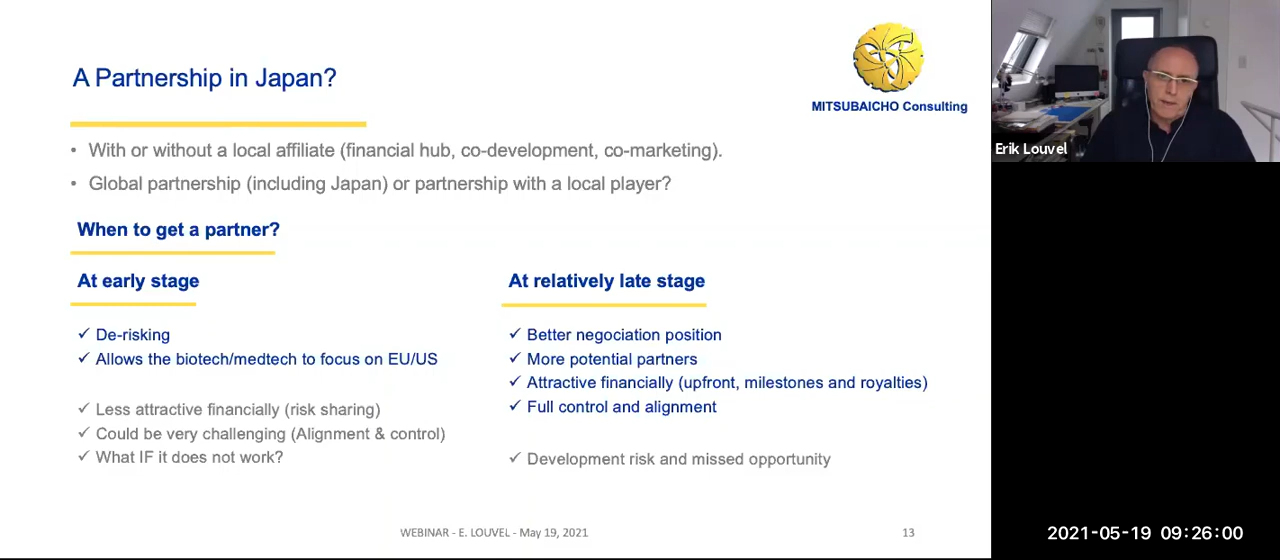 A Partnership in Japan?
MITSUBAICHO Consulting
• With or without a local affiliate (financial hub, co-development, co-marketing).
• Global partnership (including Japan) or partnership with a local player?
When to get a partner?
At early stage
✓ De-risking
✓ Allows the biotech/medtech to focus on EU/US
✓ Less attractive financially (risk sharing)
✓ Could be very challenging (Alignment & control)
✓ What IF it does not work?
At relatively late stage
✓ Better negociation position
✓ More potential partners
✓ Attractive financially (upfront, milestones and royalties)
✓ Full control and alignment
✓ Development risk and missed opportunity
WEBINAR - E. LOUVEL - May 19, 2021
13
Erik Louvel
2021-05-19 09:26:00